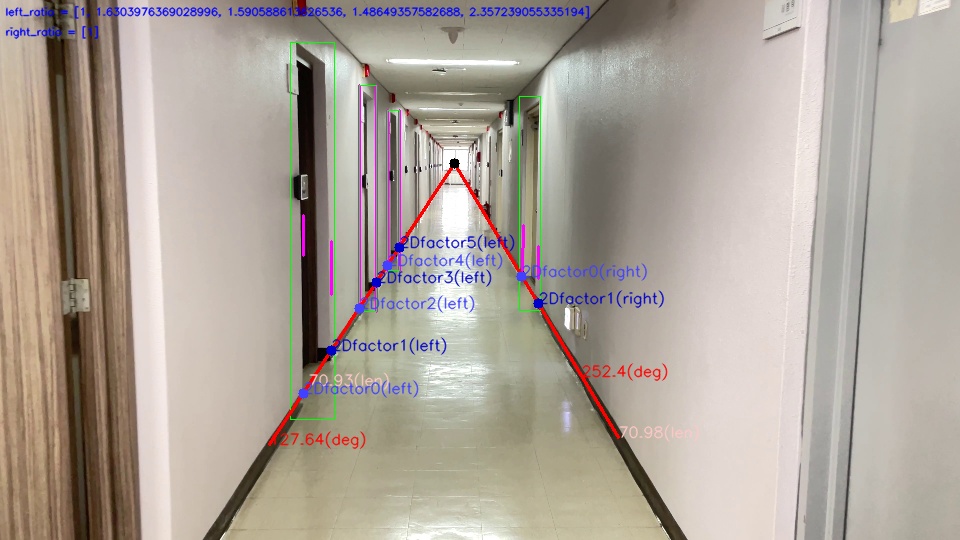 left_ratio = [1, 1.6303976369028996, 1.590588613326536, 1.48649357582688, 2.357239055335194]
right_ratio = [1]
2Dfactor5(left)
2Dfactor4(left)
2Dfactor0(right)
2Dfactor3(left)
2Dfactor2(left)
2Dfactor1(right)
2Dfactor1(left)
252.4(deg)
70.93(len)
2Dfactor0(left)
70.98(len)
127.64(deg)